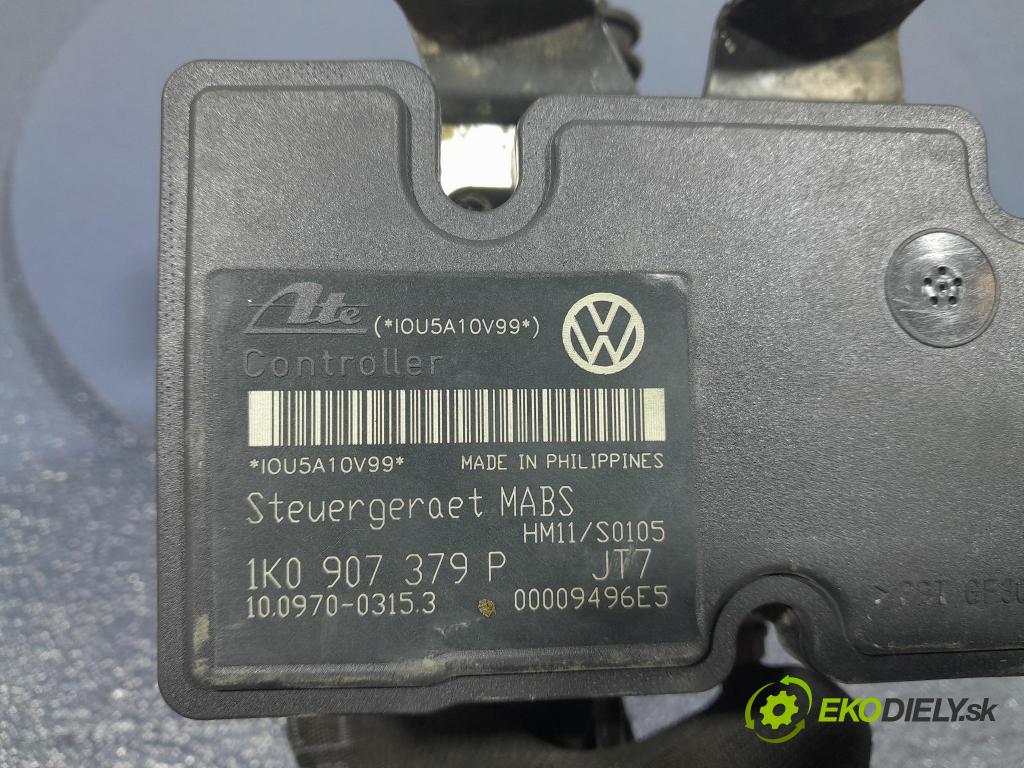 Ate (*IOU5A10V99*)
Controller
*IOU5A10V99* MADE IN PHILIPPINES
Steuergeraet MABS
HM11/S0105
1K0 907 379 P JT7
10.0970-0315.3 00009496E5
EKODIELY.sk